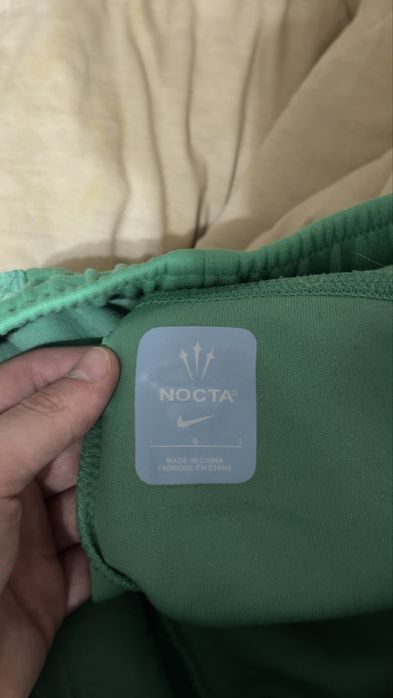 NOCTA®
L G G
MADE IN CHINA
FABRIQUÉ EN CHINE